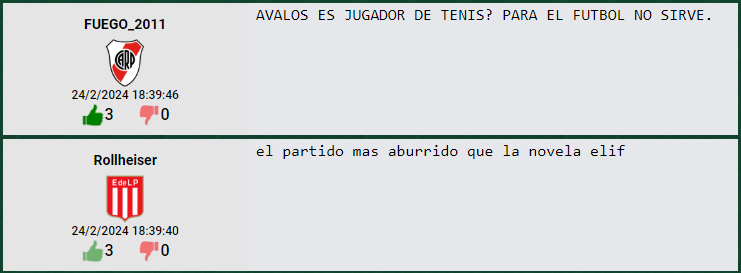 FUEGO_2011
AVALOS ES JUGADOR DE TENIS? PARA EL FUTBOL NO SIRVE.
CARP
24/2/2024 18:39:46
3 0
Rollheiser
el partido mas aburrido que la novela elif
EdeLP
24/2/2024 18:39:40
3 0